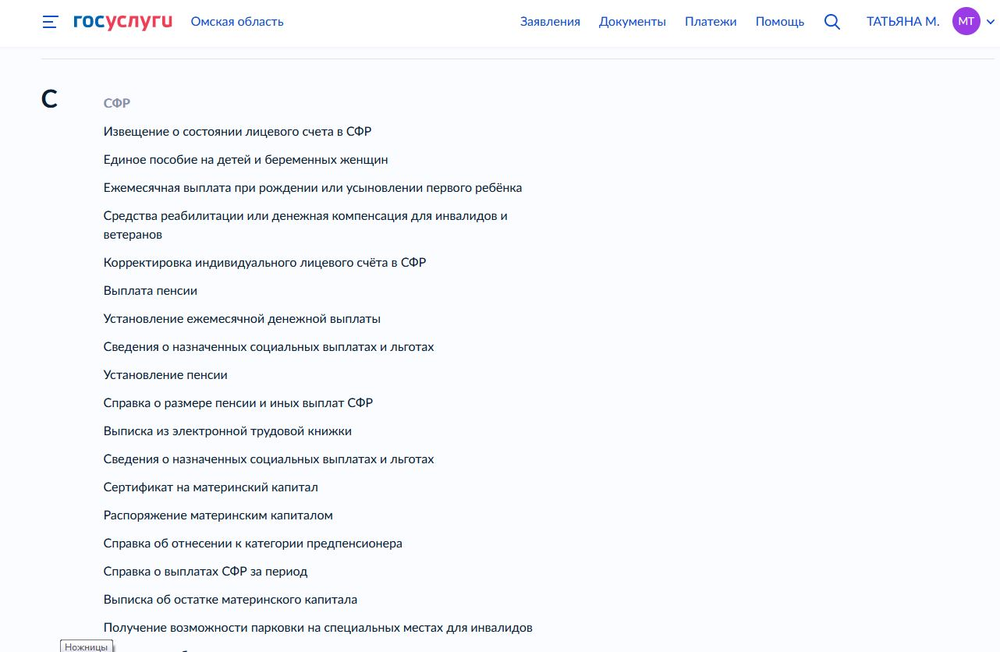 госуслуги Омская область Заявления Документы Платежи Помощь ТАТЬЯНА М. МТ
С СФР
Извещение о состоянии лицевого счета в СФР
Единое пособие на детей и беременных женщин
Ежемесячная выплата при рождении или усыновлении первого ребёнка
Средства реабилитации или денежная компенсация для инвалидов и
ветеранов
Корректировка индивидуального лицевого счёта в СФР
Выплата пенсии
Установление ежемесячной денежной выплаты
Сведения о назначенных социальных выплатах и льготах
Установление пенсии
Справка о размере пенсии и иных выплат СФР
Выписка из электронной трудовой книжки
Сведения о назначенных социальных выплатах и льготах
Сертификат на материнский капитал
Распоряжение материнским капиталом
Справка об отнесении к категории предпенсионера
Справка о выплатах СФР за период
Выписка об остатке материнского капитала
Получение возможности парковки на специальных местах для инвалидов
Ножницы